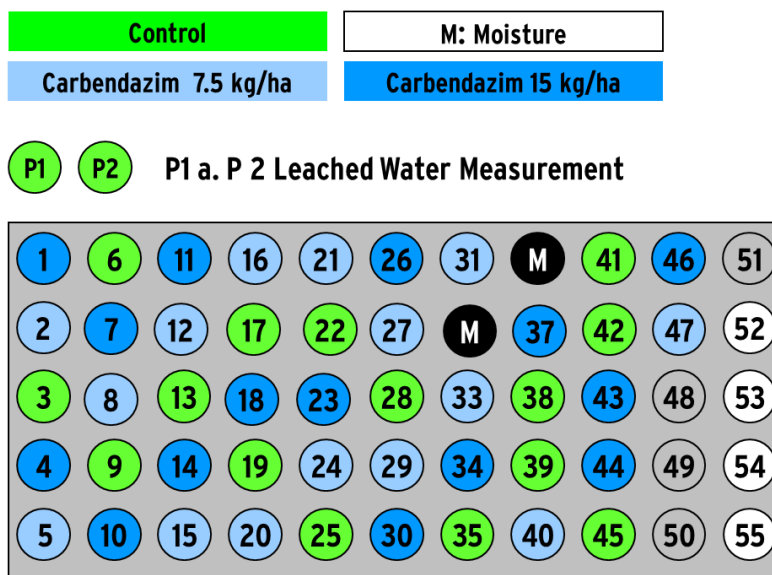 Control M: Moisture
Carbendazim 7.5 kg/ha Carbendazim 15 kg/ha
P1 P2 P1 a. P 2 Leached Water Measurement
1 6 11 16 21 26 31 M 41 46 51
2 7 12 17 22 27 M 37 42 47 52
3 8 13 18 23 28 33 38 43 48 53
4 9 14 19 24 29 34 39 44 49 54
5 10 15 20 25 30 35 40 45 50 55